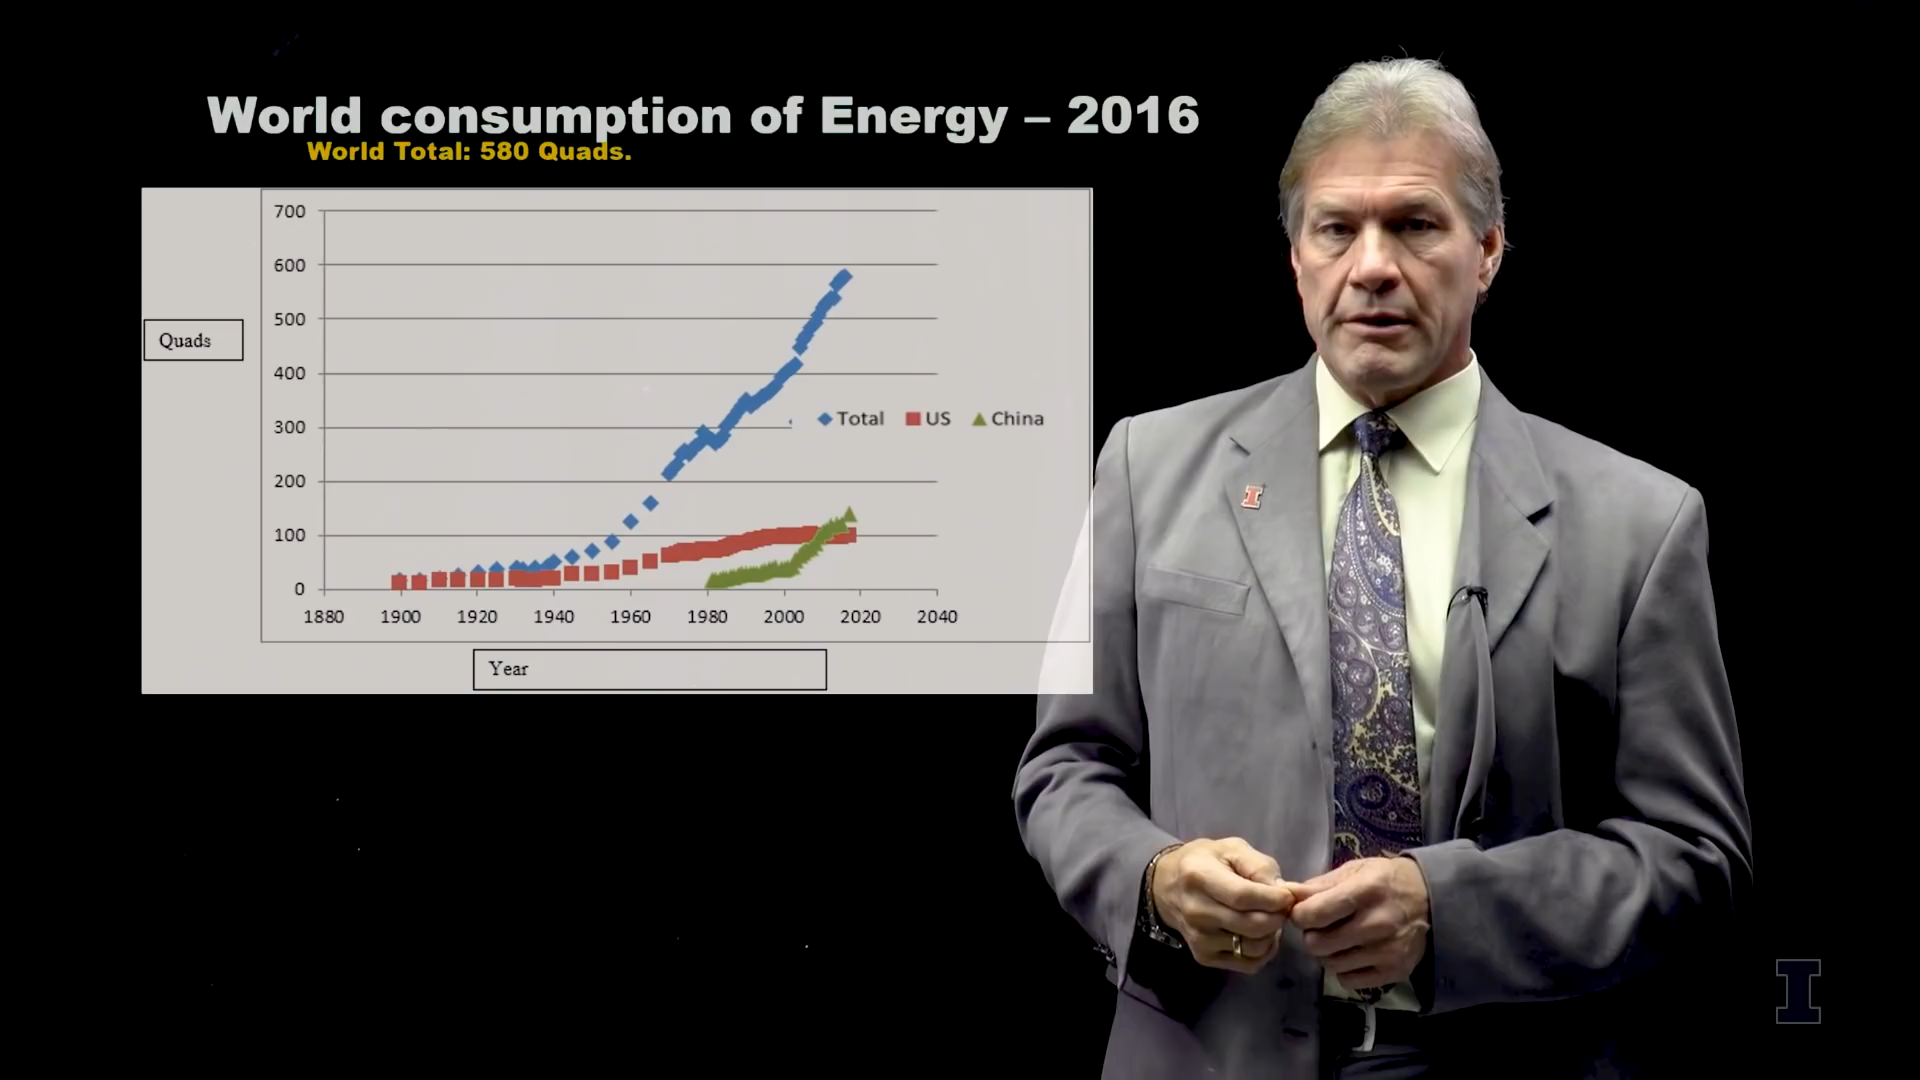 World consumption of Energy – 2016
World Total: 580 Quads.
700
600
500
Quads
400
300
Total US China
200
100
0
1880 1900 1920 1940 1960 1980 2000 2020 2040
Year
I
I